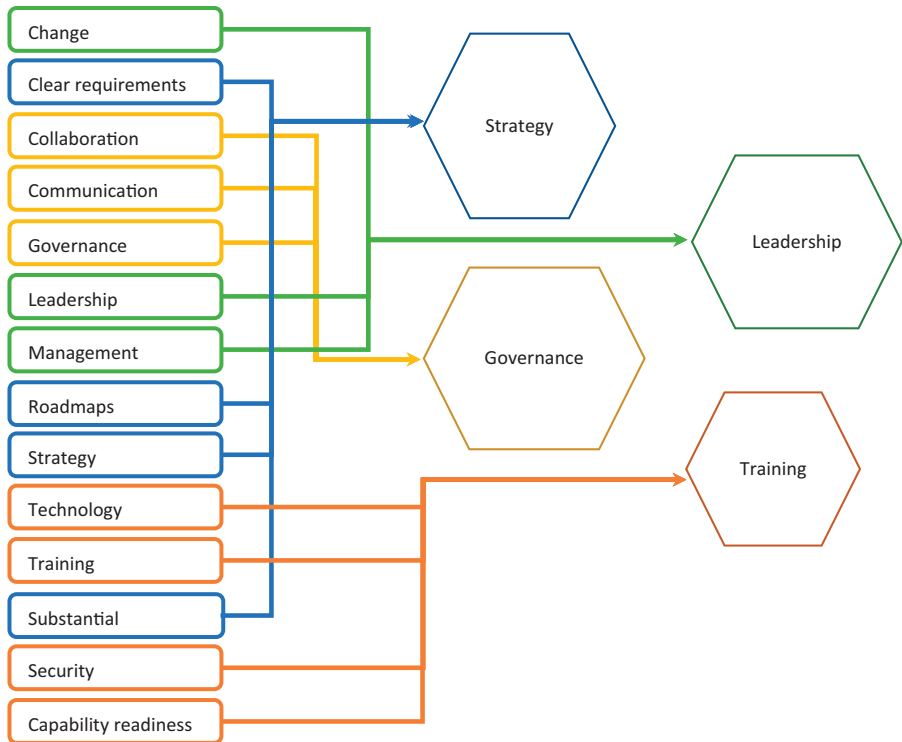 Change
Clear requirements
Collaboration
Communication
Governance
Leadership
Management
Roadmaps
Strategy
Technology
Training
Substantial
Security
Capability readiness
Strategy
Leadership
Governance
Training